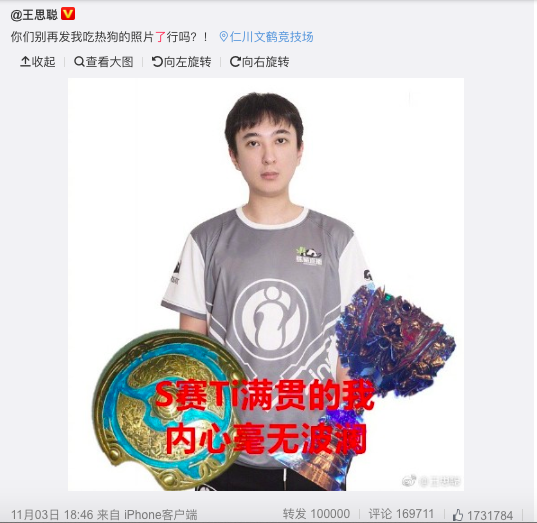 @王思聪
你们别再发我吃热狗的照片了行吗？！ 仁川文鹤竞技场
收起 查看大图 向左旋转 向右旋转
S赛Ti满贯的我
内心毫无波澜
@王思聪
11月03日 18:46 来自 iPhone客户端 转发 100000 评论 169711 1731784